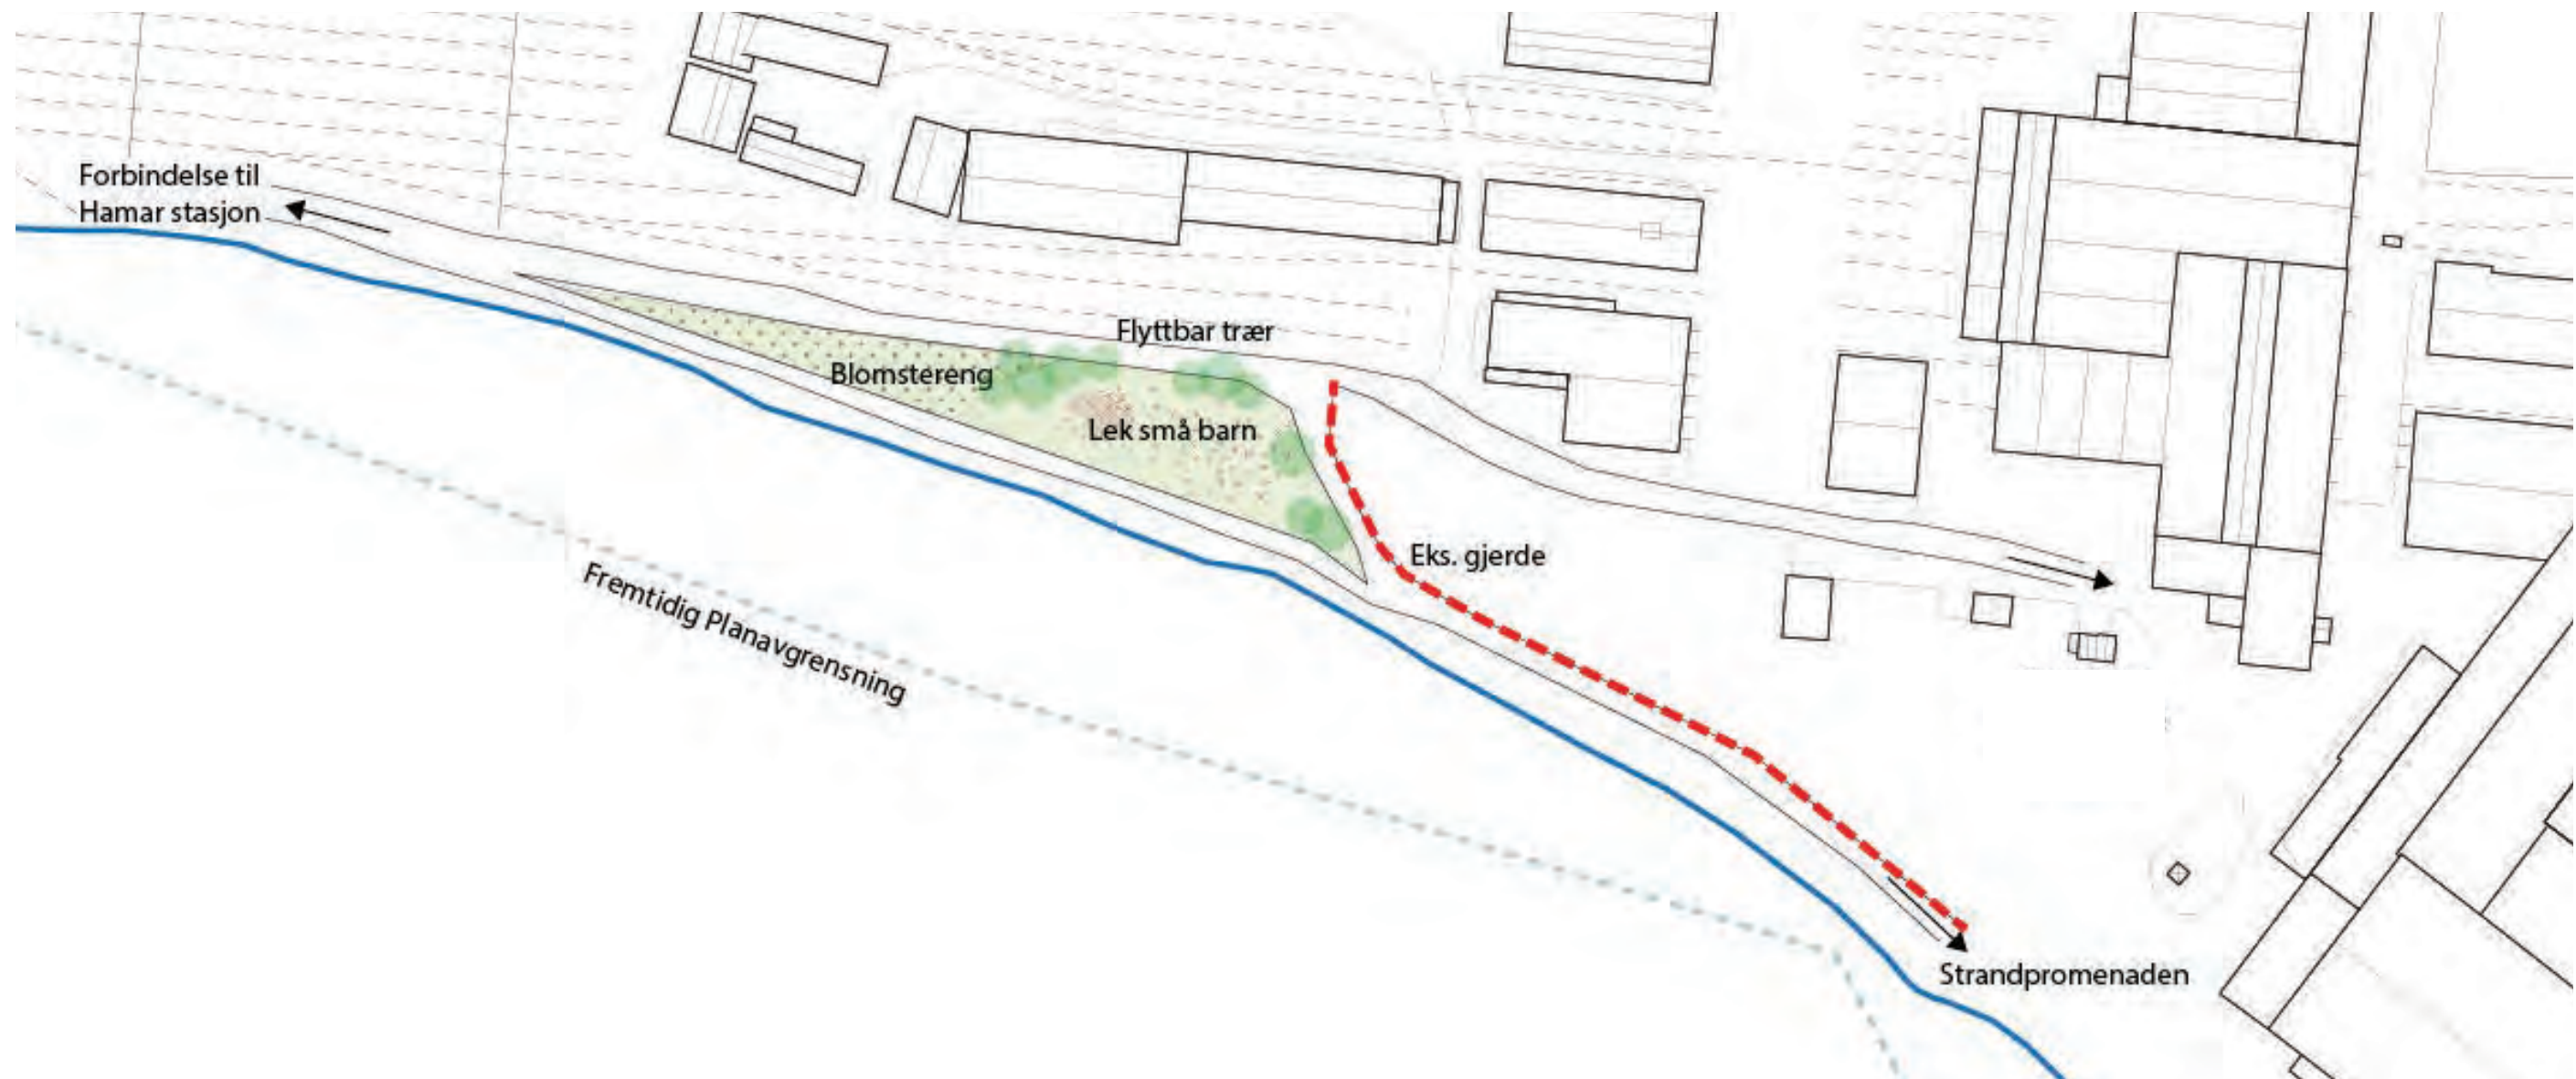 Forbindelse til
Hamar stasjon
Flyttbar trær
Blomstereng
Lek små barn
Eks. gjerde
Fremtidig Planavgrensning
Strandpromenaden